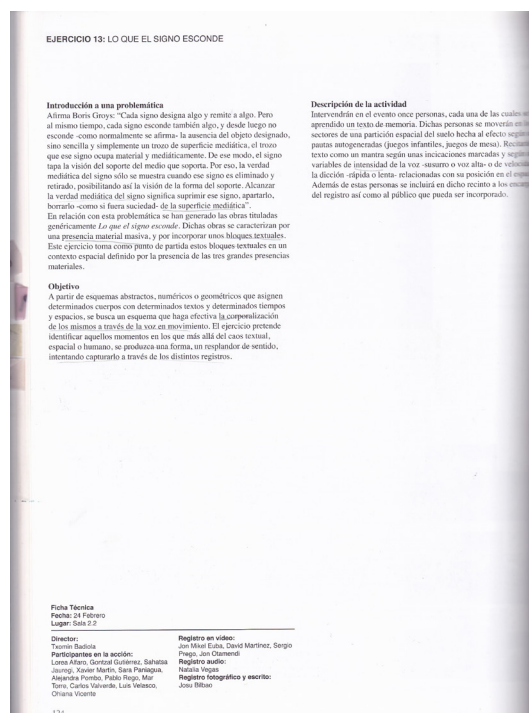 EJERCICIO 13: LO QUE EL SIGNO ESCONDE
Introducción a una problemática
Afirma Boris Groys: “Cada signo designa algo y remite a algo. Pero
al mismo tiempo, cada signo esconde también algo, y desde luego no
esconde -como normalmente se afirma- la ausencia del objeto designado,
sino sencilla y simplemente un trozo de superficie mediática, el trozo
que ese signo ocupa material y mediáticamente. De ese modo, el signo
tapa la visión del soporte del medio que soporta. Por eso, la verdad
mediática del signo sólo se muestra cuando ese signo es eliminado y
retirado, posibilitando así la visión de la forma del soporte. Alcanzar
la verdad mediática del signo significa suprimir ese signo, apartarlo,
borrarlo -como si fuera suciedad- de la superficie mediática”.
En relación con esta problemática se han generado las obras tituladas
genéricamente Lo que el signo esconde. Dichas obras se caracterizan por
una presencia material masiva, y por incorporar unos bloques textuales.
Este ejercicio toma como punto de partida estos bloques textuales en un
contexto espacial definido por la presencia de las tres grandes presencias
materiales.
Objetivo
A partir de esquemas abstractos, numéricos o geométricos que asignen
determinados cuerpos con determinados textos y determinados tiempos
y espacios, se busca un esquema que haga efectiva la corporalización
de los mismos a través de la voz en movimiento. El ejercicio pretende
identificar aquellos momentos en los que más allá del caos textual,
espacial o humano, se produzca una forma, un resplandor de sentido,
intentando capturarlo a través de los distintos registros.
Descripción de la actividad
Intervendrán en el evento once personas, cada una de las cuales
aprendido un texto de memoria. Dichas personas se moverán en
sectores de una partición espacial del suelo hecha al efecto según
pautas autogeneradas (juegos infantiles, juegos de mesa).
texto como un mantra según unas incicaciones marcadas y según
variables de intensidad de la voz -susurro o voz alta- o de
la dicción -rápida o lenta- relacionadas con su posición en el
Además de estas personas se incluirá en dicho recinto a los
del registro así como al público que pueda ser incorporado.
Ficha Técnica
Fecha: 24 Febrero
Lugar: Sala 2.2
Director:
Txomin Badiola
Participantes en la acción:
Lorea Alfaro, Gontzal Gutiérrez, Sahatsa
Jauregi, Xavier Martin, Sara Paniagua,
Alejandra Pombo, Pablo Rego, Mar
Torre, Carlos Valverde, Luis Velasco,
Ohiana Vicente
Registro en vídeo:
Jon Mikel Euba, David Martínez, Sergio
Prego, Jon Otamendi
Registro audio:
Natalia Vegas
Registro fotográfico y escrito:
Josu Bilbao